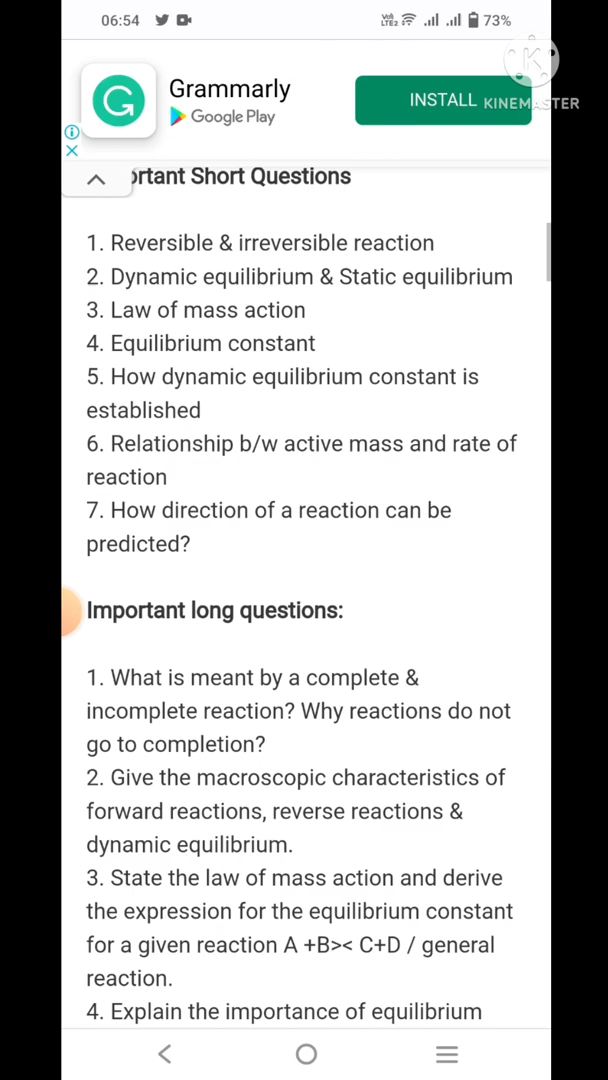 06:54
Vo) LTE2 73%
Grammarly
Google Play
INSTALL
KINEMASTER
ortant Short Questions
1. Reversible & irreversible reaction
2. Dynamic equilibrium & Static equilibrium
3. Law of mass action
4. Equilibrium constant
5. How dynamic equilibrium constant is
established
6. Relationship b/w active mass and rate of
reaction
7. How direction of a reaction can be
predicted?
Important long questions:
1. What is meant by a complete &
incomplete reaction? Why reactions do not
go to completion?
2. Give the macroscopic characteristics of
forward reactions, reverse reactions &
dynamic equilibrium.
3. State the law of mass action and derive
the expression for the equilibrium constant
for a given reaction A +B>< C+D / general
reaction.
4. Explain the importance of equilibrium